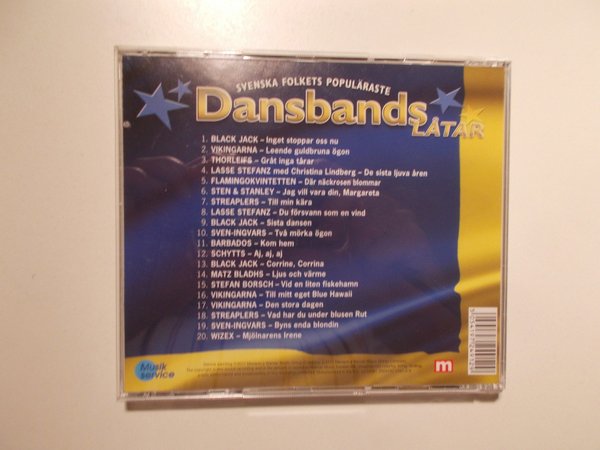 SVENSKA FOLKETS POPULÄRASTE
Dansbands
LÅTAR
1. BLACK JACK – Inget stoppar oss nu
2. VIKINGARNA – Leende guldbruna ögon
3. THORLEIFS – Gråt inga tårar
4. LASSE STEFANZ med Christina Lindberg – De sista ljuva åren
5. FLAMINGOKVINTETTEN – Där näckrosen blommar
6. STEN & STANLEY – Jag vill vara din, Margareta
7. STREAPLERS – Till min kära
8. LASSE STEFANZ – Du försvann som en vind
9. BLACK JACK – Sista dansen
10. SVEN-INGVARS – Två mörka ögon
11. BARBADOS – Kom hem
12. SCHYTTS – Aj, aj, aj
13. BLACK JACK – Corrine, Corrina
14. MATZ BLADHS – Ljus och värme
15. STEFAN BORSCH – Vid en liten fiskehamn
16. VIKINGARNA – Till mitt eget Blue Hawaii
17. VIKINGARNA – Den stora dagen
18. STREAPLERS – Vad har du under blusen Rut
19. SVEN-INGVARS – Byns enda blondin
20. WIZEX – Mjölnarens Irene
Musik
service
m